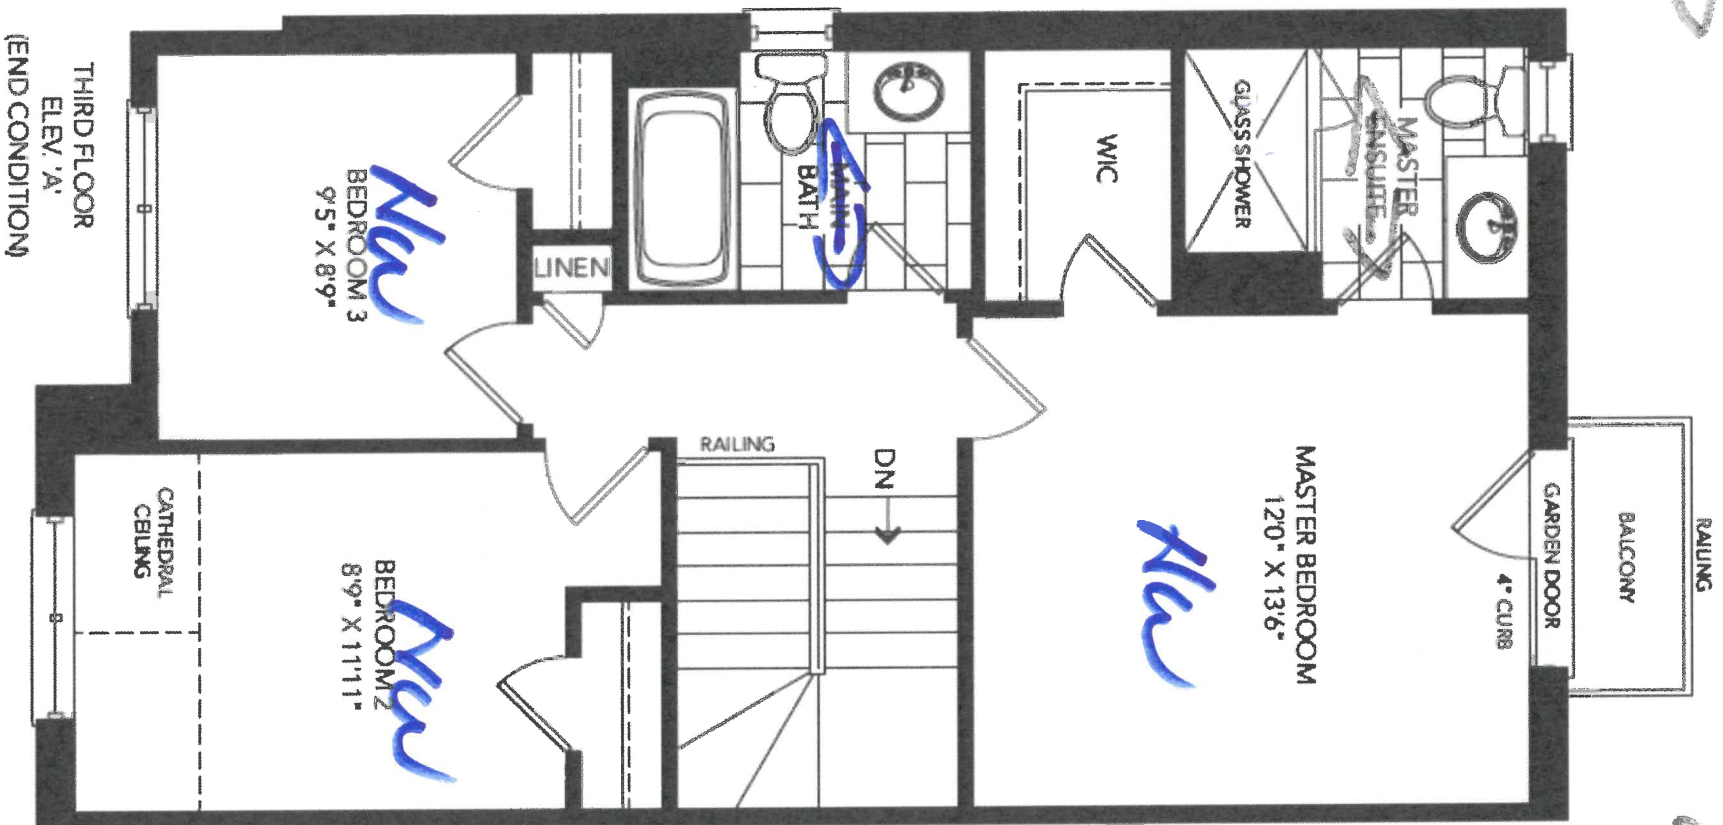 RAILING
BALCONY
GARDEN DOOR
4" CURB
MASTER
ENSUITE
GLASS SHOWER
WIC
MASTER BEDROOM
12'0" X 13'6"
MAIN
BATH
DN
RAILING
LINEN
BEDROOM 3
9'5" X 8'9"
BEDROOM 2
8'9" X 11'11"
CATHEDRAL
CEILING
THIRD FLOOR
ELEV. 'A'
(END CONDITION)